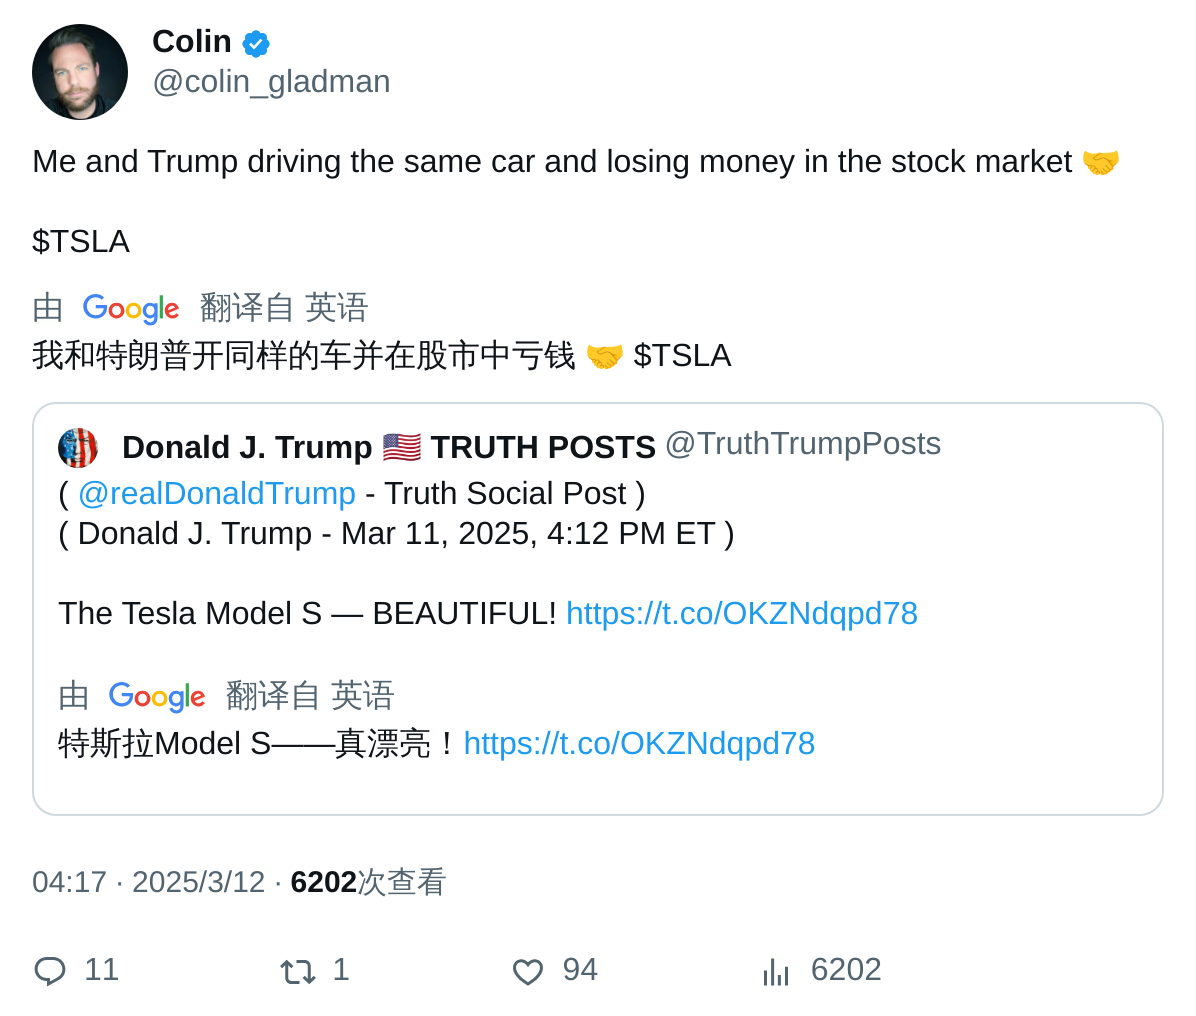 Colin
@colin_gladman
Me and Trump driving the same car and losing money in the stock market 🤝
$TSLA
由 Google 翻译自 英语
我和特朗普开同样的车并在股市中亏钱 🤝 $TSLA
Donald J. Trump 🇺🇸 TRUTH POSTS @TruthTrumpPosts
( @realDonaldTrump - Truth Social Post )
( Donald J. Trump - Mar 11, 2025, 4:12 PM ET )
The Tesla Model S — BEAUTIFUL! https://t.co/OKZNdqpd78
由 Google 翻译自 英语
特斯拉Model S——真漂亮！https://t.co/OKZNdqpd78
04:17 · 2025/3/12 · 6202次查看
11 1 94 6202